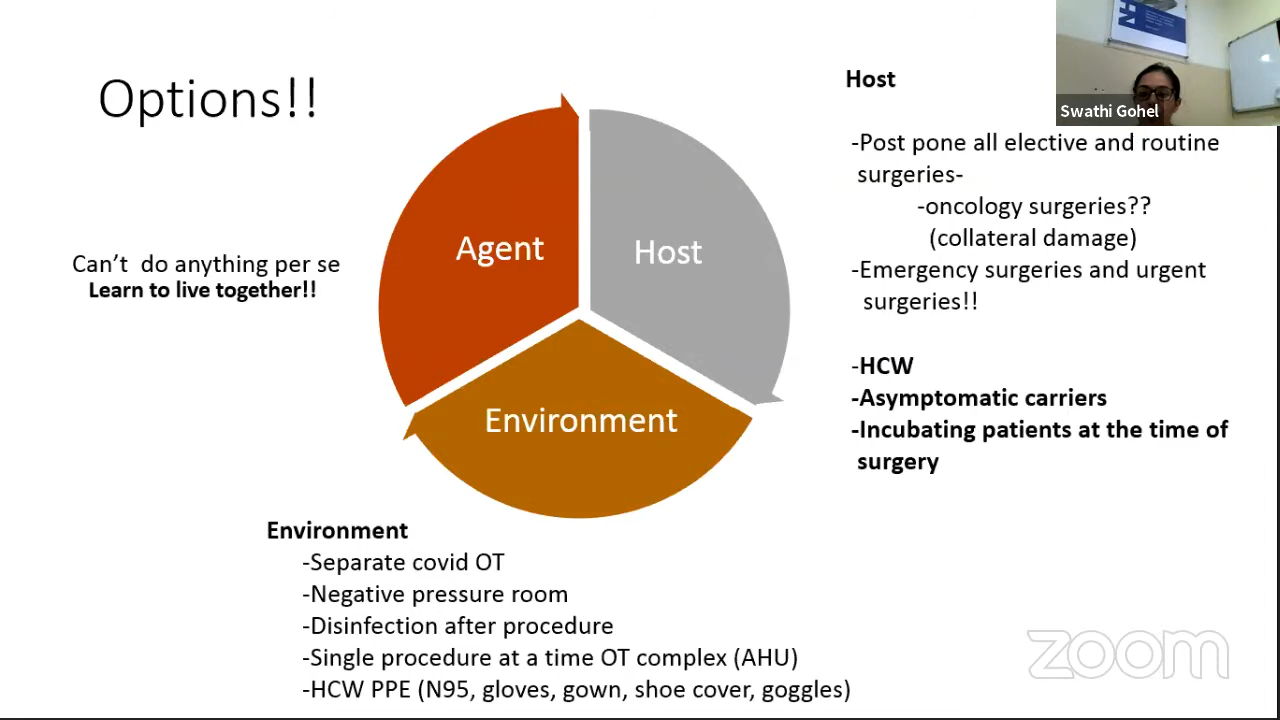 Options!!
Agent
Host
Environment
Can't do anything per se
Learn to live together!!
Host
-Post pone all elective and routine
surgeries-
-oncology surgeries??
(collateral damage)
-Emergency surgeries and urgent
surgeries!!
-HCW
-Asymptomatic carriers
-Incubating patients at the time of
surgery
Environment
-Separate covid OT
-Negative pressure room
-Disinfection after procedure
-Single procedure at a time OT complex (AHU)
-HCW PPE (N95, gloves, gown, shoe cover, goggles)
Swathi Gohel
zoom